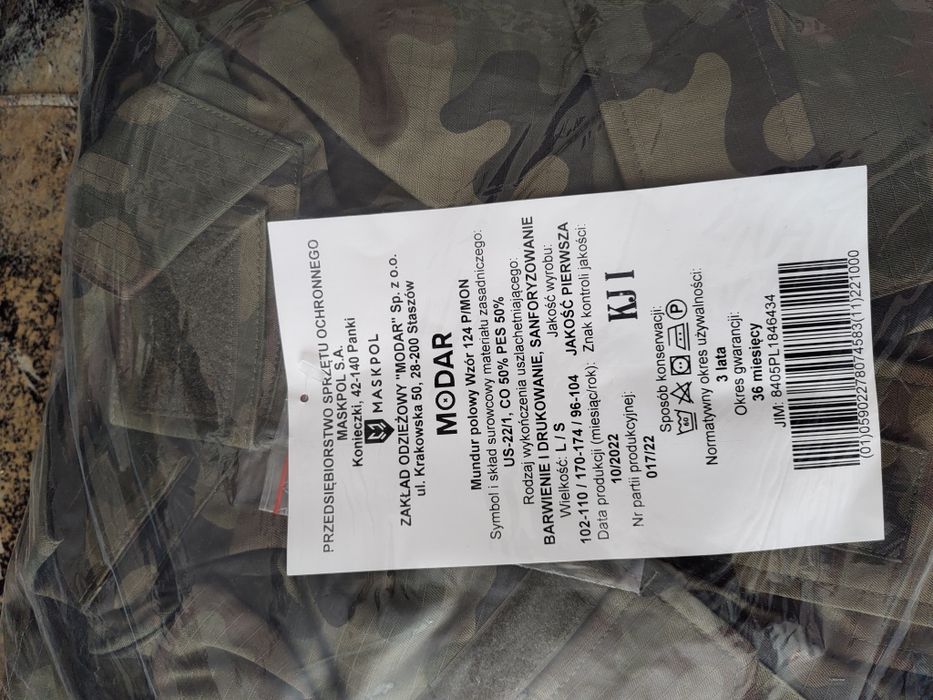 PRZEDSIĘBIORSTWO SPRZĘTU OCHRONNEGO
MASKPOL S.A.
Konieczki, 42-140 Panki
MASKPOL
ZAKŁAD ODZIEŻOWY "MODAR" Sp. z o.o.
ul. Krakowska 50, 28-200 Staszów
MODAR
Mundur polowy Wzór 124 P/MON
Symbol i skład surowcowy materiału zasadniczego:
US-22/1, CO 50% PES 50%
Rodzaj wykończenia uszlachetniającego:
BARWIENIE I DRUKOWANIE, SANFORYZOWANIE
Wielkość: L / S Jakość wyrobu:
102-110 / 170-174 / 96-104 JAKOŚĆ PIERWSZA
Data produkcji (miesiąc/rok): Znak kontroli jakości:
10/2022
KJ I
Nr partii produkcyjnej:
017/22
Sposób konserwacji:
60 P
Normatywny okres używalności:
3 lata
Okres gwarancji:
36 miesięcy
JIM: 8405PL1846434
(01)05902278074583(11)221000